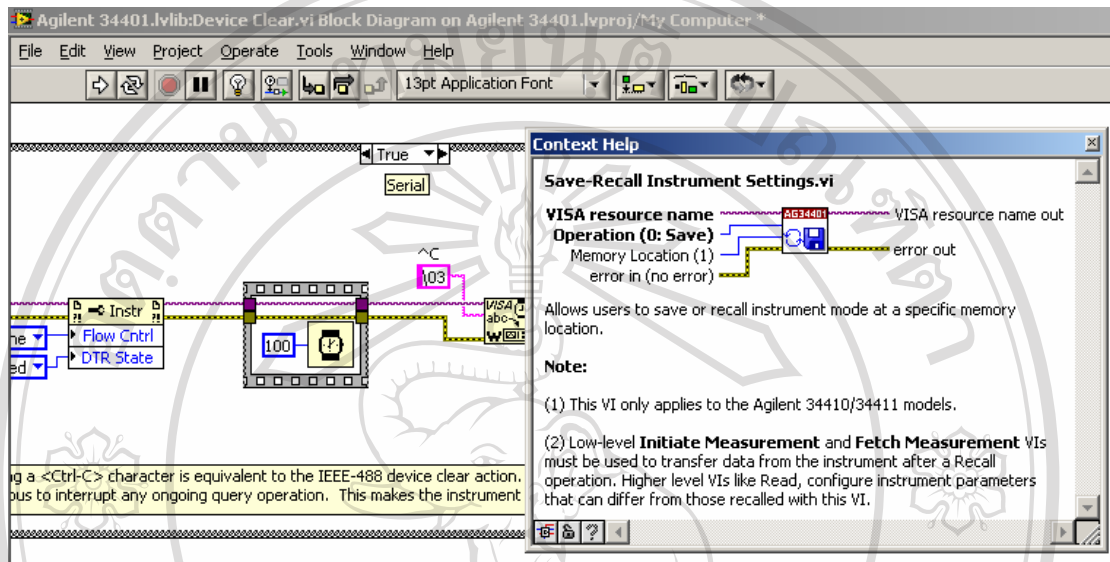 Agilent 34401.lvlib:Device Clear.vi Block Diagram on Agilent 34401.lvproj/My Computer *
File Edit View Project Operate Tools Window Help
13pt Application Font
True
Serial
^C
\03
Instr
Flow Cntrl
DTR State
ne
ed
100
VISA
abc
W
Context Help
Save-Recall Instrument Settings.vi
VISA resource name
AG34401
VISA resource name out
Operation (0: Save)
Memory Location (1)
error in (no error)
error out
Allows users to save or recall instrument mode at a specific memory
location.
Note:
(1) This VI only applies to the Agilent 34410/34411 models.
(2) Low-level Initiate Measurement and Fetch Measurement VIs
must be used to transfer data from the instrument after a Recall
operation. Higher level VIs like Read, configure instrument parameters
that can differ from those recalled with this VI.
ng a <Ctrl-C> character is equivalent to the IEEE-488 device clear action.
ous to interrupt any ongoing query operation. This makes the instrument